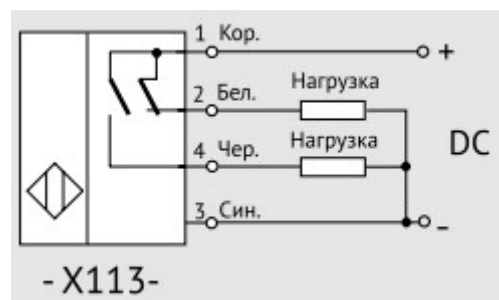 1 Кор. +
2 Бел. Нагрузка
4 Чер. Нагрузка
DC
3 Син. -
- X113-